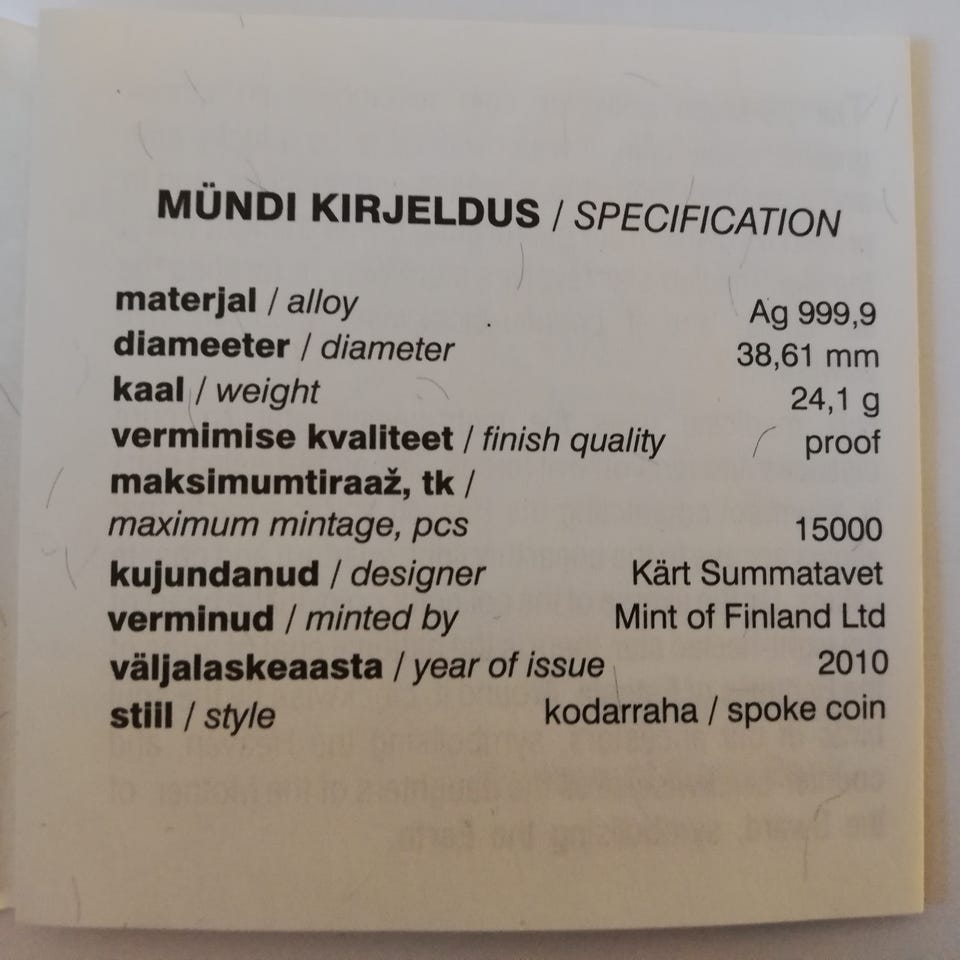 MÜNDI KIRJELDUS / SPECIFICATION
materjal / alloy Ag 999,9
diameeter / diameter 38,61 mm
kaal / weight 24,1 g
vermimise kvaliteet / finish quality proof
maksimumtiraaž, tk /
maximum mintage, pcs 15000
kujundanud / designer Kärt Summatavet
verminud / minted by Mint of Finland Ltd
väljalaskeaasta / year of issue 2010
stiil / style kodarraha / spoke coin